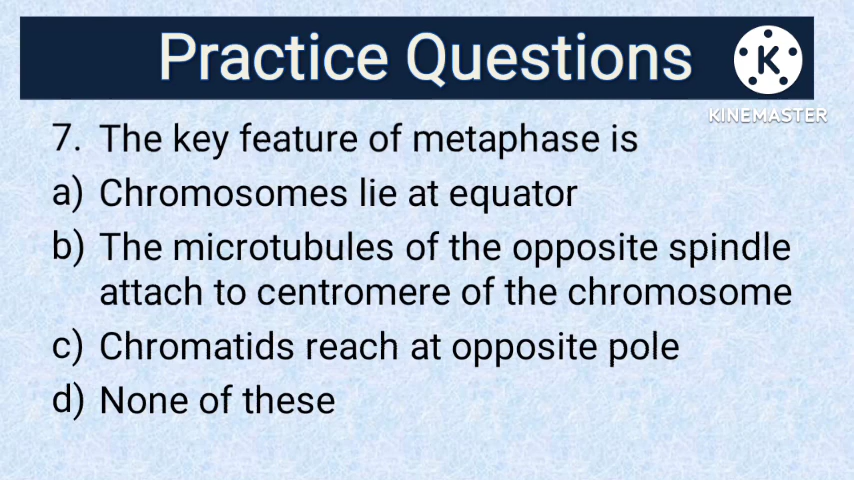 Practice Questions
K
KINEMASTER
7. The key feature of metaphase is
a) Chromosomes lie at equator
b) The microtubules of the opposite spindle
attach to centromere of the chromosome
c) Chromatids reach at opposite pole
d) None of these